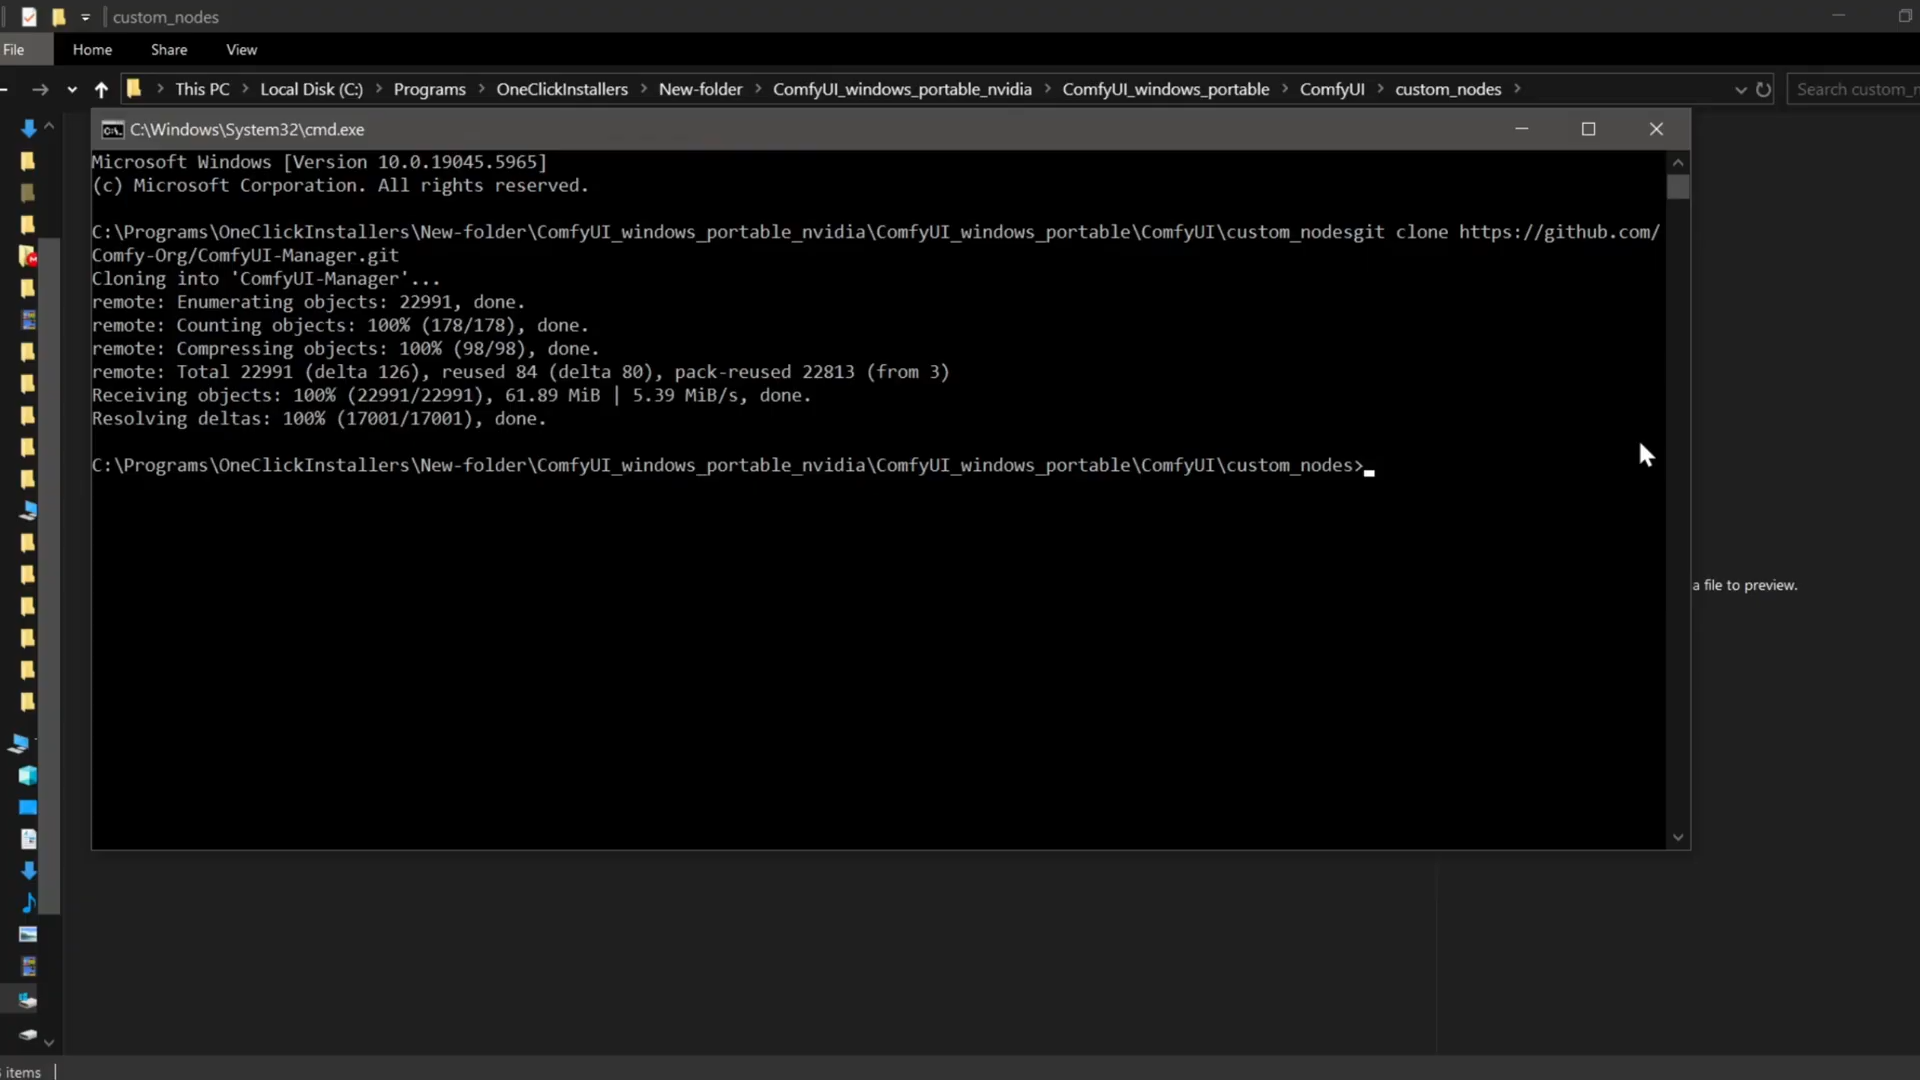 custom_nodes
File Home Share View
This PC Local Disk (C:) Programs OneClickInstallers New-folder ComfyUI_windows_portable_nvidia ComfyUI_windows_portable ComfyUI custom_nodes Search custom_n
C:\Windows\System32\cmd.exe
Microsoft Windows [Version 10.0.19045.5965]
(c) Microsoft Corporation. All rights reserved.
C:\Programs\OneClickInstallers\New-folder\ComfyUI_windows_portable_nvidia\ComfyUI_windows_portable\ComfyUI\custom_nodesgit clone https://github.com/
Comfy-Org/ComfyUI-Manager.git
Cloning into 'ComfyUI-Manager'...
remote: Enumerating objects: 22991, done.
remote: Counting objects: 100% (178/178), done.
remote: Compressing objects: 100% (98/98), done.
remote: Total 22991 (delta 126), reused 84 (delta 80), pack-reused 22813 (from 3)
Receiving objects: 100% (22991/22991), 61.89 MiB | 5.39 MiB/s, done.
Resolving deltas: 100% (17001/17001), done.
C:\Programs\OneClickInstallers\New-folder\ComfyUI_windows_portable_nvidia\ComfyUI_windows_portable\ComfyUI\custom_nodes>
a file to preview.
items